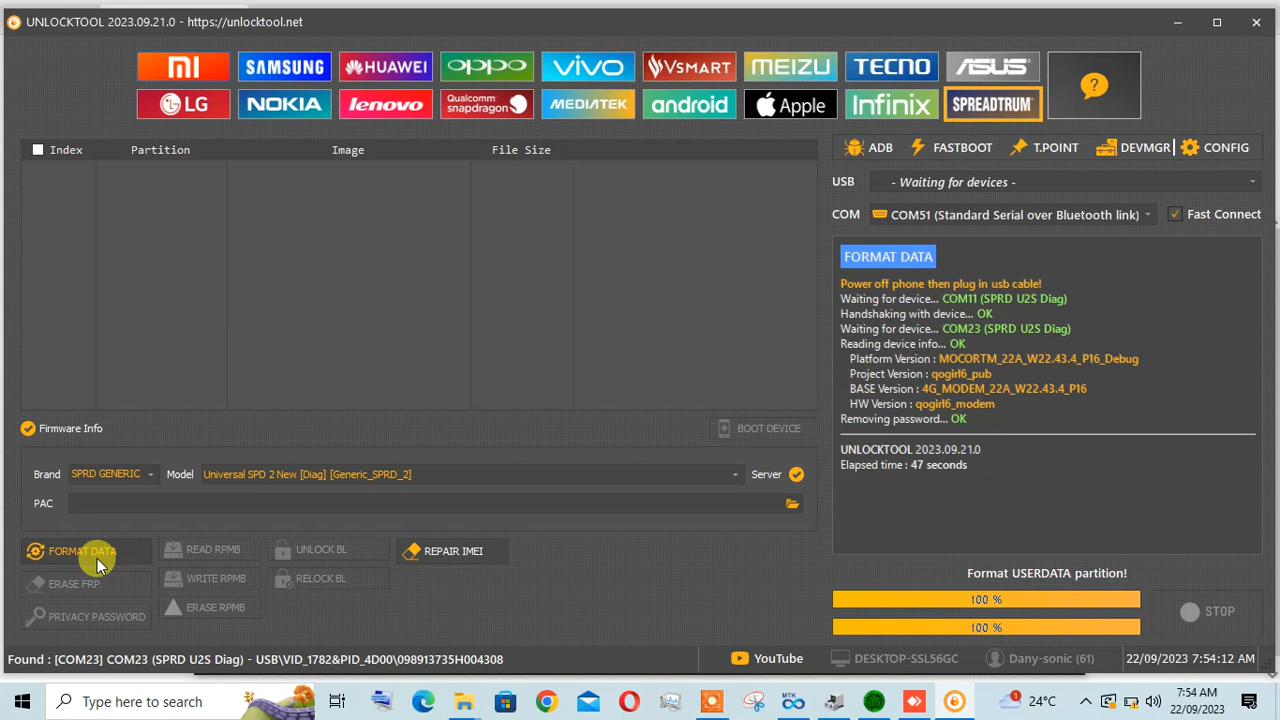 UNLOCKTOOL 2023.09.21.0 - https://unlocktool.net
MI SAMSUNG HUAWEI OPPO VIVO VSMART MEIZU TECNO ASUS ?
LG NOKIA lenovo Qualcomm snapdragon MEDIATEK android Apple Infinix SPREADTRUM
Index Partition Image File Size
ADB FASTBOOT T.POINT DEVMGR CONFIG
USB - Waiting for devices -
COM COM51 (Standard Serial over Bluetooth link) Fast Connect
FORMAT DATA
Power off phone then plug in usb cable!
Waiting for device... COM11 (SPRD U2S Diag)
Handshaking with device... OK
Waiting for device... COM23 (SPRD U2S Diag)
Reading device info... OK
Platform Version : MOCORTM_22A_W22.43.4_P16_Debug
Project Version : qogirl6_pub
BASE Version : 4G_MODEM_22A_W22.43.4_P16
HW Version : qogirl6_modem
Removing password... OK
UNLOCKTOOL 2023.09.21.0
Elapsed time : 47 seconds
Firmware Info BOOT DEVICE
Brand SPRD GENERIC Model Universal SPD 2 New [Diag] [Generic_SPRD_2] Server
PAC
FORMAT DATA READ RPMB UNLOCK BL REPAIR IMEI
ERASE FRP WRITE RPMB RELOCK BL
PRIVACY PASSWORD ERASE RPMB
Format USERDATA partition!
100 %
100 %
STOP
Found : [COM23] COM23 (SPRD U2S Diag) - USB\VID_1782&PID_4D00\098913735H004308
YouTube DESKTOP-SSL56GC Dany-sonic (61) 22/09/2023 7:54:12 AM
Type here to search MTK 1 24°C 7:54 AM
22/09/2023